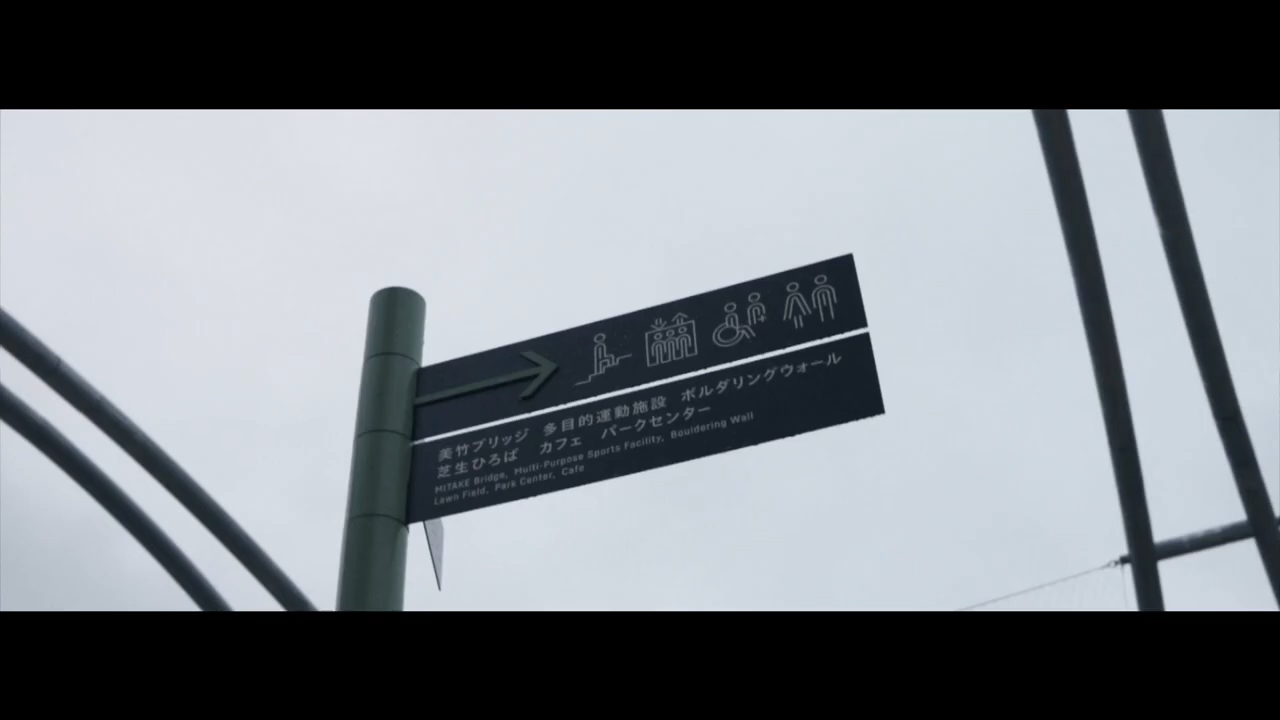 美竹ブリッジ 多目的運動施設 ボルダリングウォール
芝生ひろば カフェ パークセンター
MITAKE Bridge, Multi-Purpose Sports Facility, Bouldering Wall
Lawn Field, Park Center, Cafe